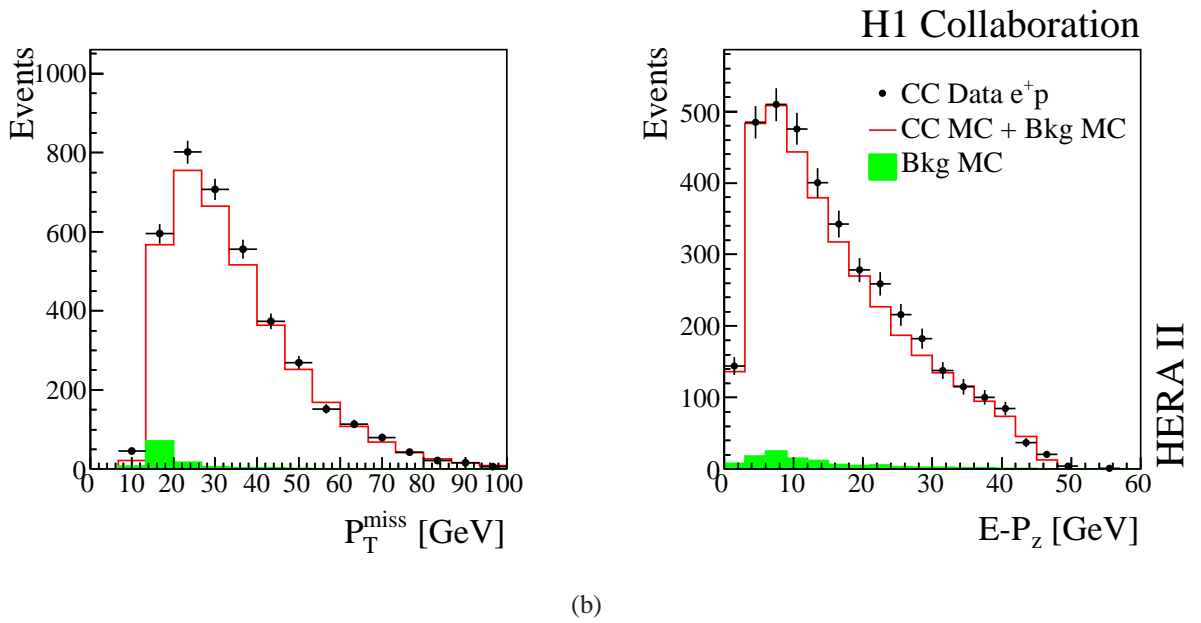 H1 Collaboration
Events
1000
800
600
400
200
0
0 10 20 30 40 50 60 70 80 90 100
P_T^miss [GeV]
Events
500
400
300
200
100
0
0 10 20 30 40 50 60
E-P_z [GeV]
CC Data e⁺p
CC MC + Bkg MC
Bkg MC
HERA II
(b)